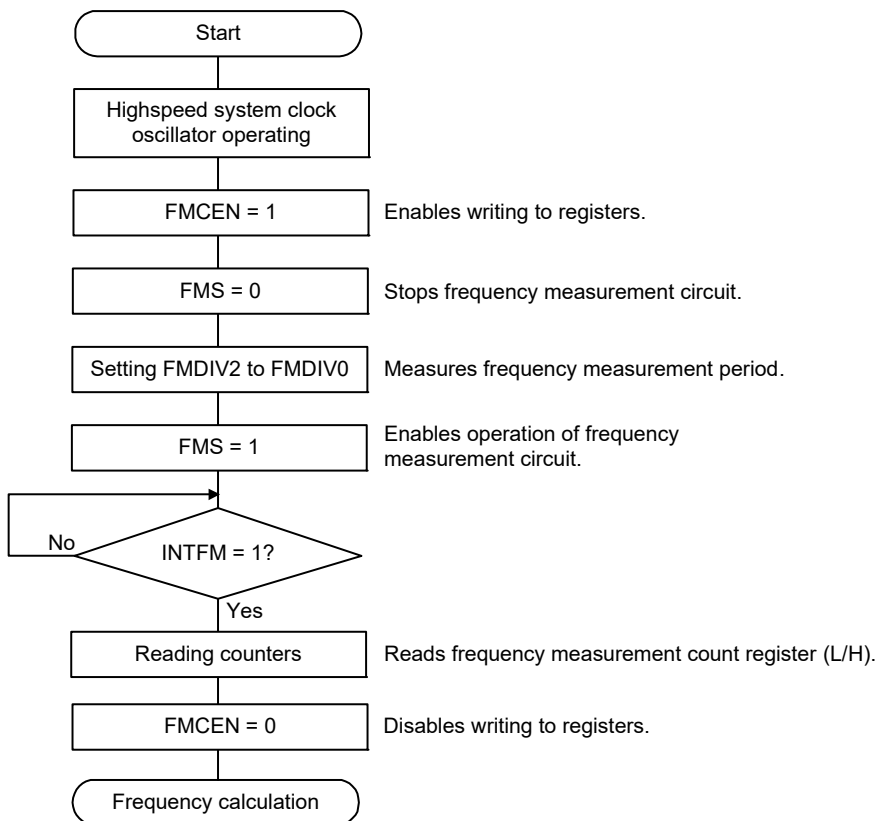 Start
Highspeed system clock
oscillator operating
FMCEN = 1
Enables writing to registers.
FMS = 0
Stops frequency measurement circuit.
Setting FMDIV2 to FMDIV0
Measures frequency measurement period.
FMS = 1
Enables operation of frequency
measurement circuit.
No
INTFM = 1?
Yes
Reading counters
Reads frequency measurement count register (L/H).
FMCEN = 0
Disables writing to registers.
Frequency calculation